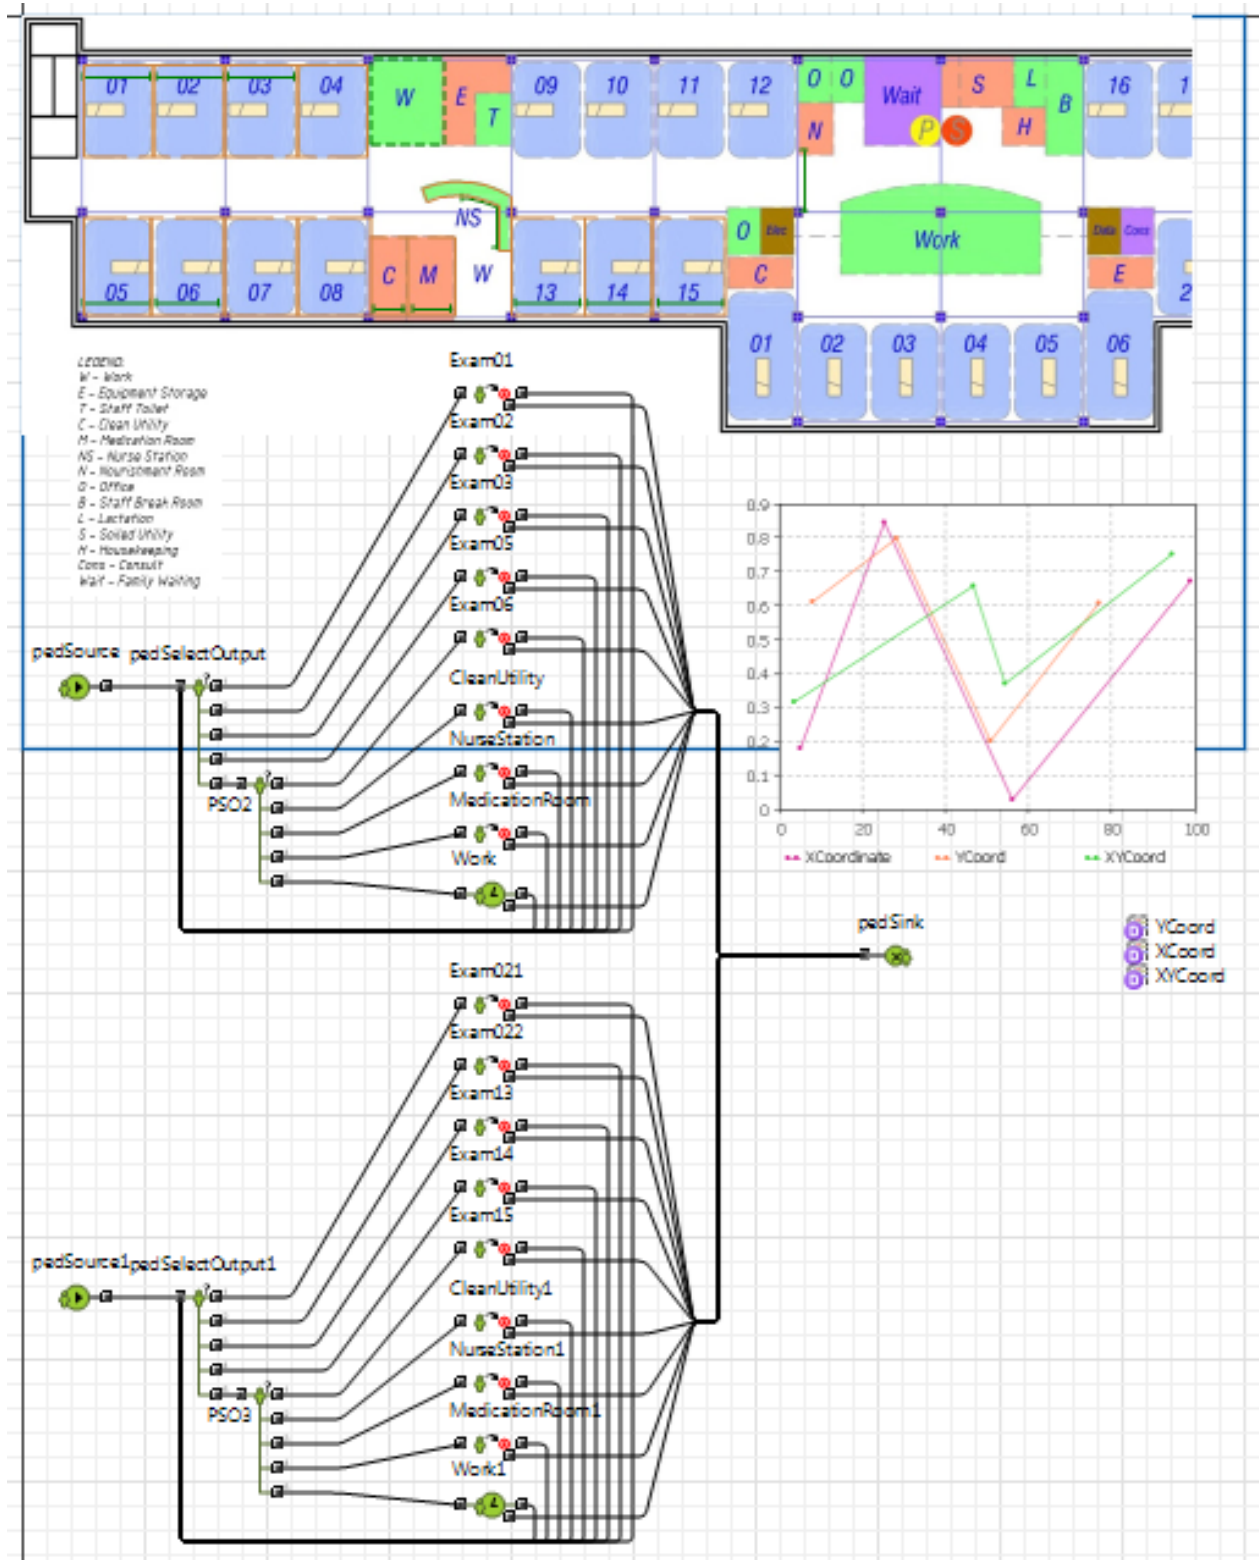 01 02 03 04 W E T 09 10 11 12 O O Wait S L B 16 1
N P S H
NS
05 06 07 08 C M W 13 14 15 O Elec Work Data Cons 2
C E
01 02 03 04 05 06
LEGEND:
W - Work
E - Equipment Storage
T - Staff Toilet
C - Clean Utility
M - Medication Room
NS - Nurse Station
N - Nourishment Room
O - Office
B - Staff Break Room
L - Lactation
S - Soiled Utility
H - Housekeeping
Cons - Consult
Wait - Family Waiting
Exam01
Exam02
Exam03
Exam05
Exam06
CleanUtility
NurseStation
MedicationRoom
Work
pedSource pedSelectOutput
PSO2
0.9
0.8
0.7
0.6
0.5
0.4
0.3
0.2
0.1
0
0 20 40 60 80 100
XCoordinate YCoord XYCoord
pedSink
YCoord
XCoord
XYCoord
Exam021
Exam022
Exam13
Exam14
Exam15
CleanUtility1
NurseStation1
MedicationRoom1
Work1
pedSource1 pedSelectOutput1
PSO3